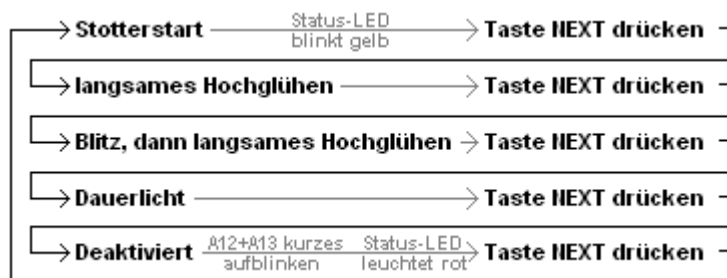 Stotterstart Status-LED blinkt gelb Taste NEXT drücken
langsames Hochglühen Taste NEXT drücken
Blitz, dann langsames Hochglühen Taste NEXT drücken
Dauerlicht Taste NEXT drücken
Deaktiviert A12+A13 kurzes aufblinken Status-LED leuchtet rot Taste NEXT drücken